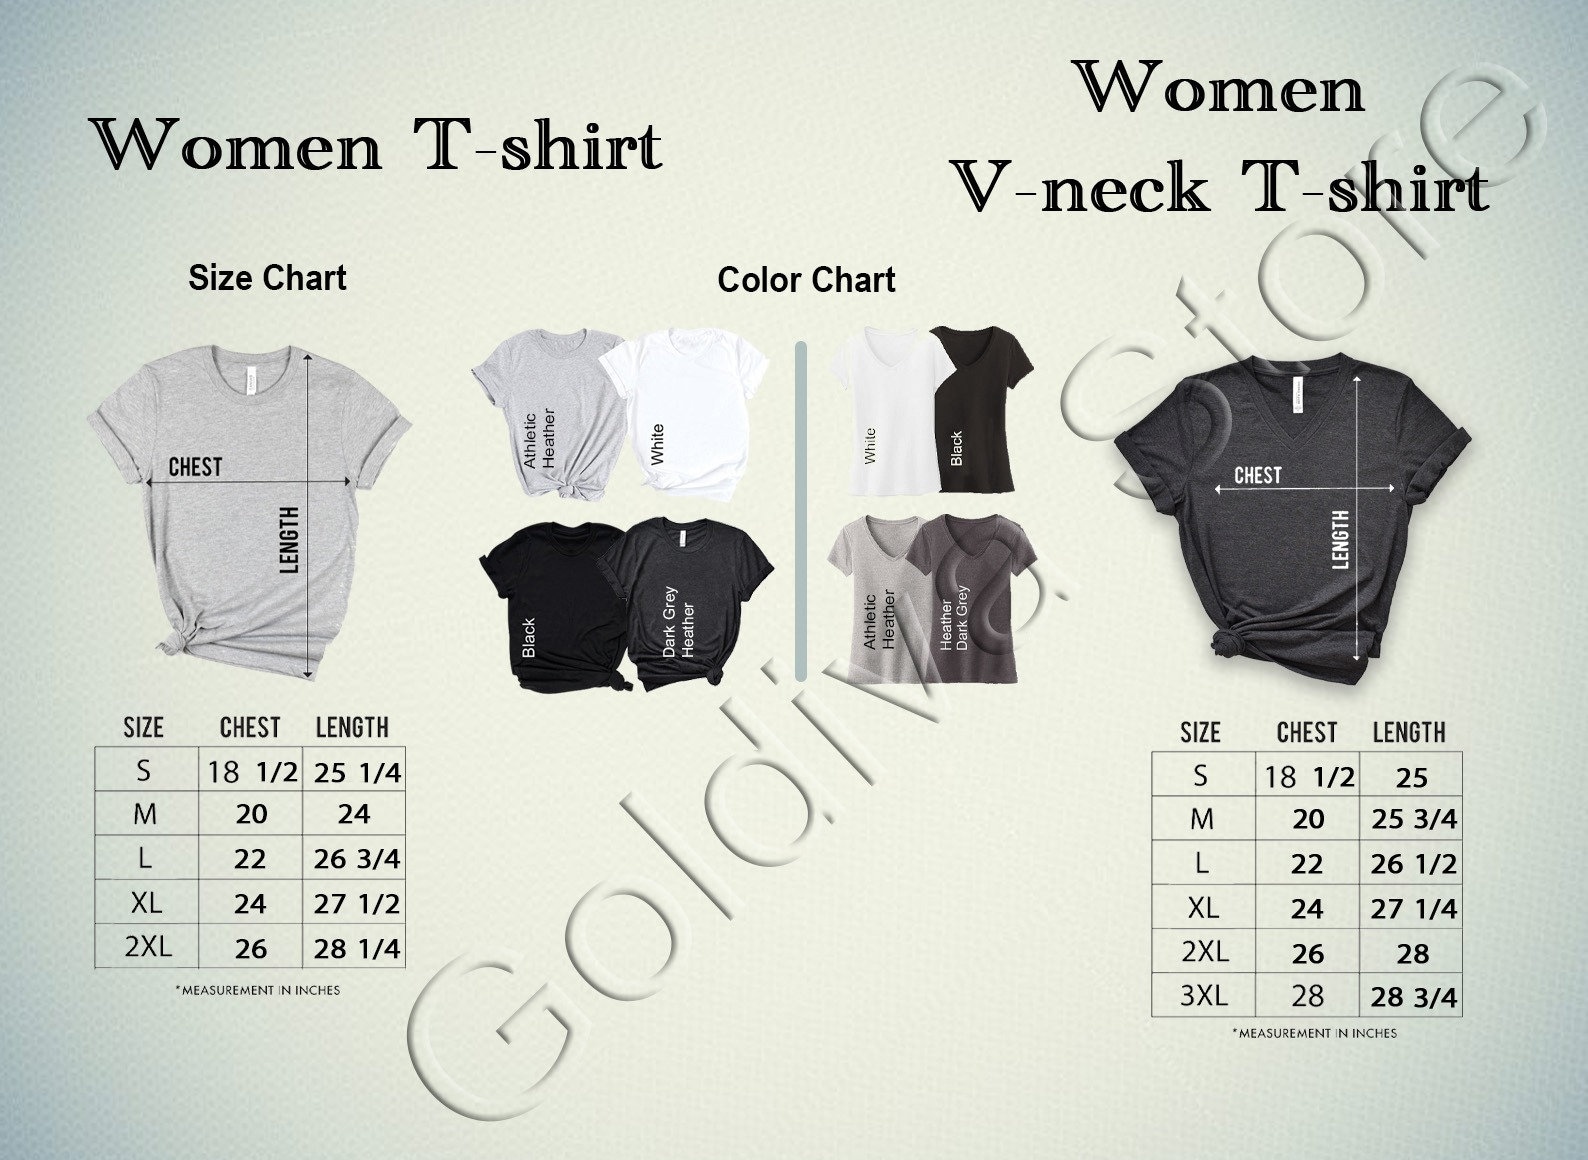 Women T-shirt
Women
V-neck T-shirt
Size Chart
Color Chart
CHEST
LENGTH
Athletic
Heather
White
Black
Dark Grey
Heather
White
Black
Athletic
Heather
Heather
Dark Grey
CHEST
LENGTH
SIZE CHEST LENGTH
S 18 1/2 25 1/4
M 20 24
L 22 26 3/4
XL 24 27 1/2
2XL 26 28 1/4
*MEASUREMENT IN INCHES
SIZE CHEST LENGTH
S 18 1/2 25
M 20 25 3/4
L 22 26 1/2
XL 24 27 1/4
2XL 26 28
3XL 28 28 3/4
*MEASUREMENT IN INCHES
Goldiva's Store